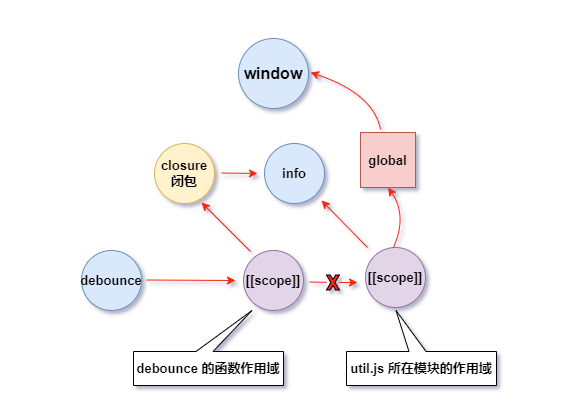 window
global
closure
闭包
info
debounce
[[scope]]
X
[[scope]]
debounce 的函数作用域
util.js 所在模块的作用域